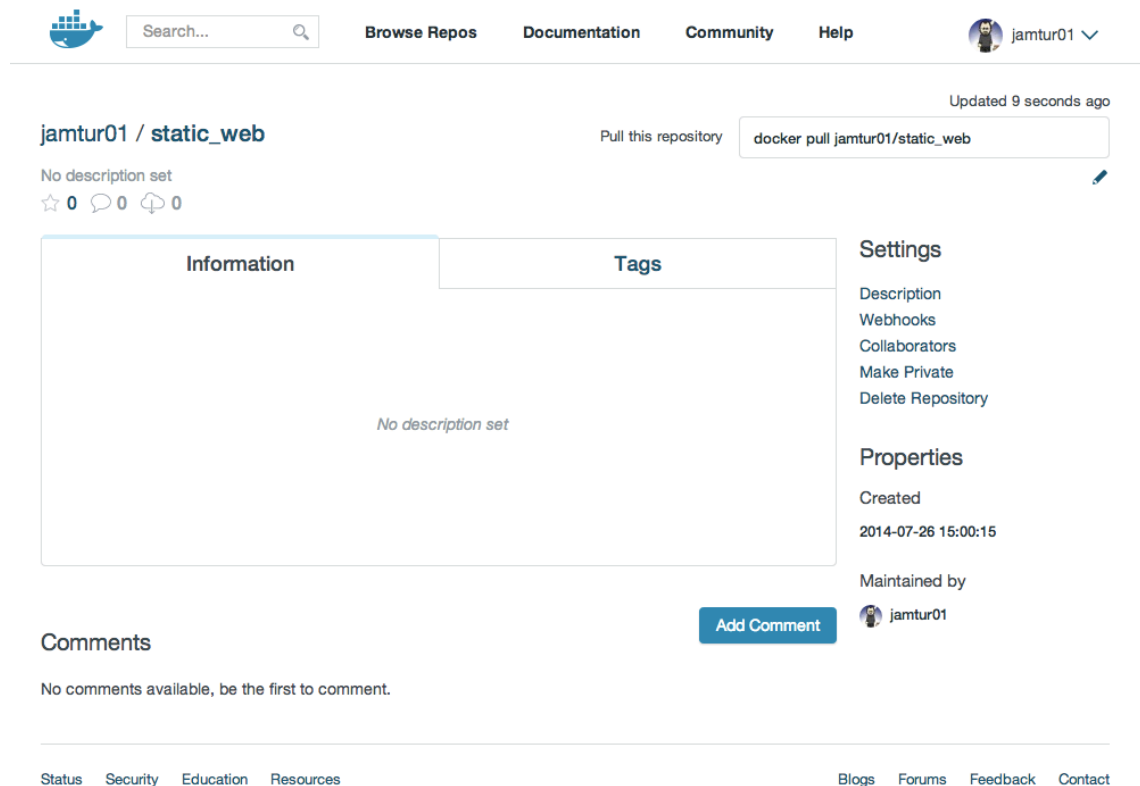 Search...
Browse Repos
Documentation
Community
Help
jamtur01
Updated 9 seconds ago
jamtur01 / static_web
Pull this repository
docker pull jamtur01/static_web
No description set
0 0 0
Information
Tags
No description set
Settings
Description
Webhooks
Collaborators
Make Private
Delete Repository
Properties
Created
2014-07-26 15:00:15
Maintained by
jamtur01
Add Comment
Comments
No comments available, be the first to comment.
Status Security Education Resources
Blogs Forums Feedback Contact